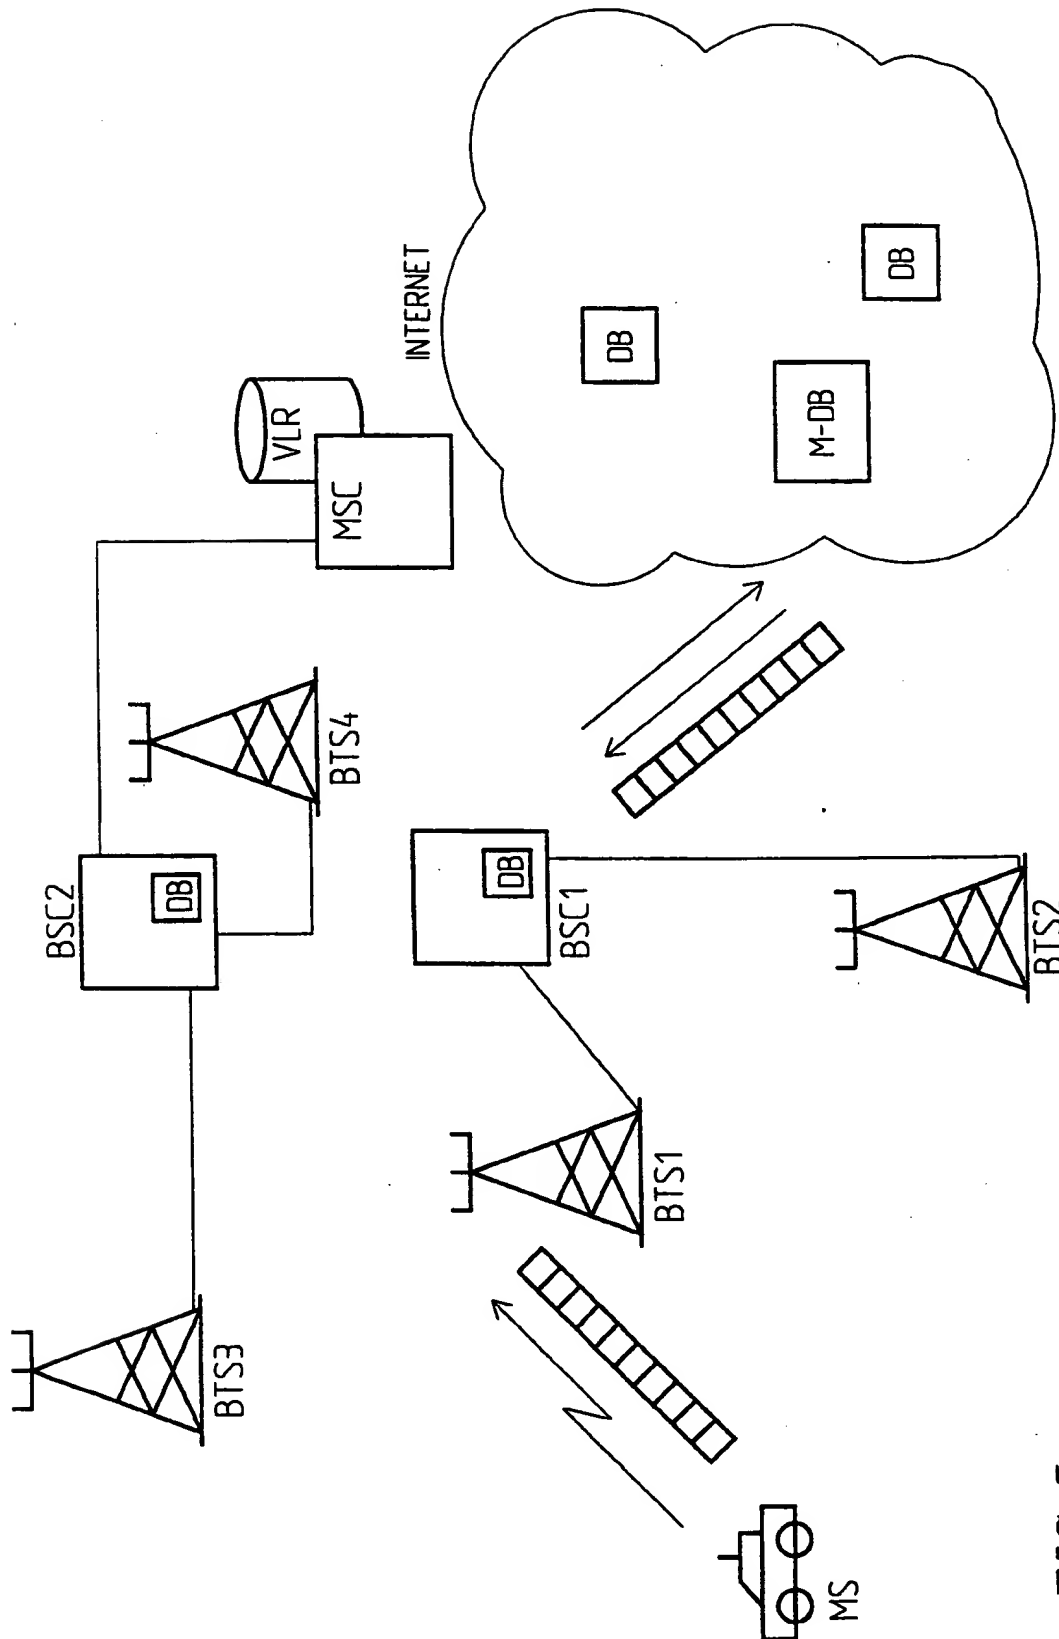 BSC2
DB
BTS3
VLR
BTS4
MSC
INTERNET
DB
BSC1
DB
BTS1
M-DB
MS
DB
BTS2